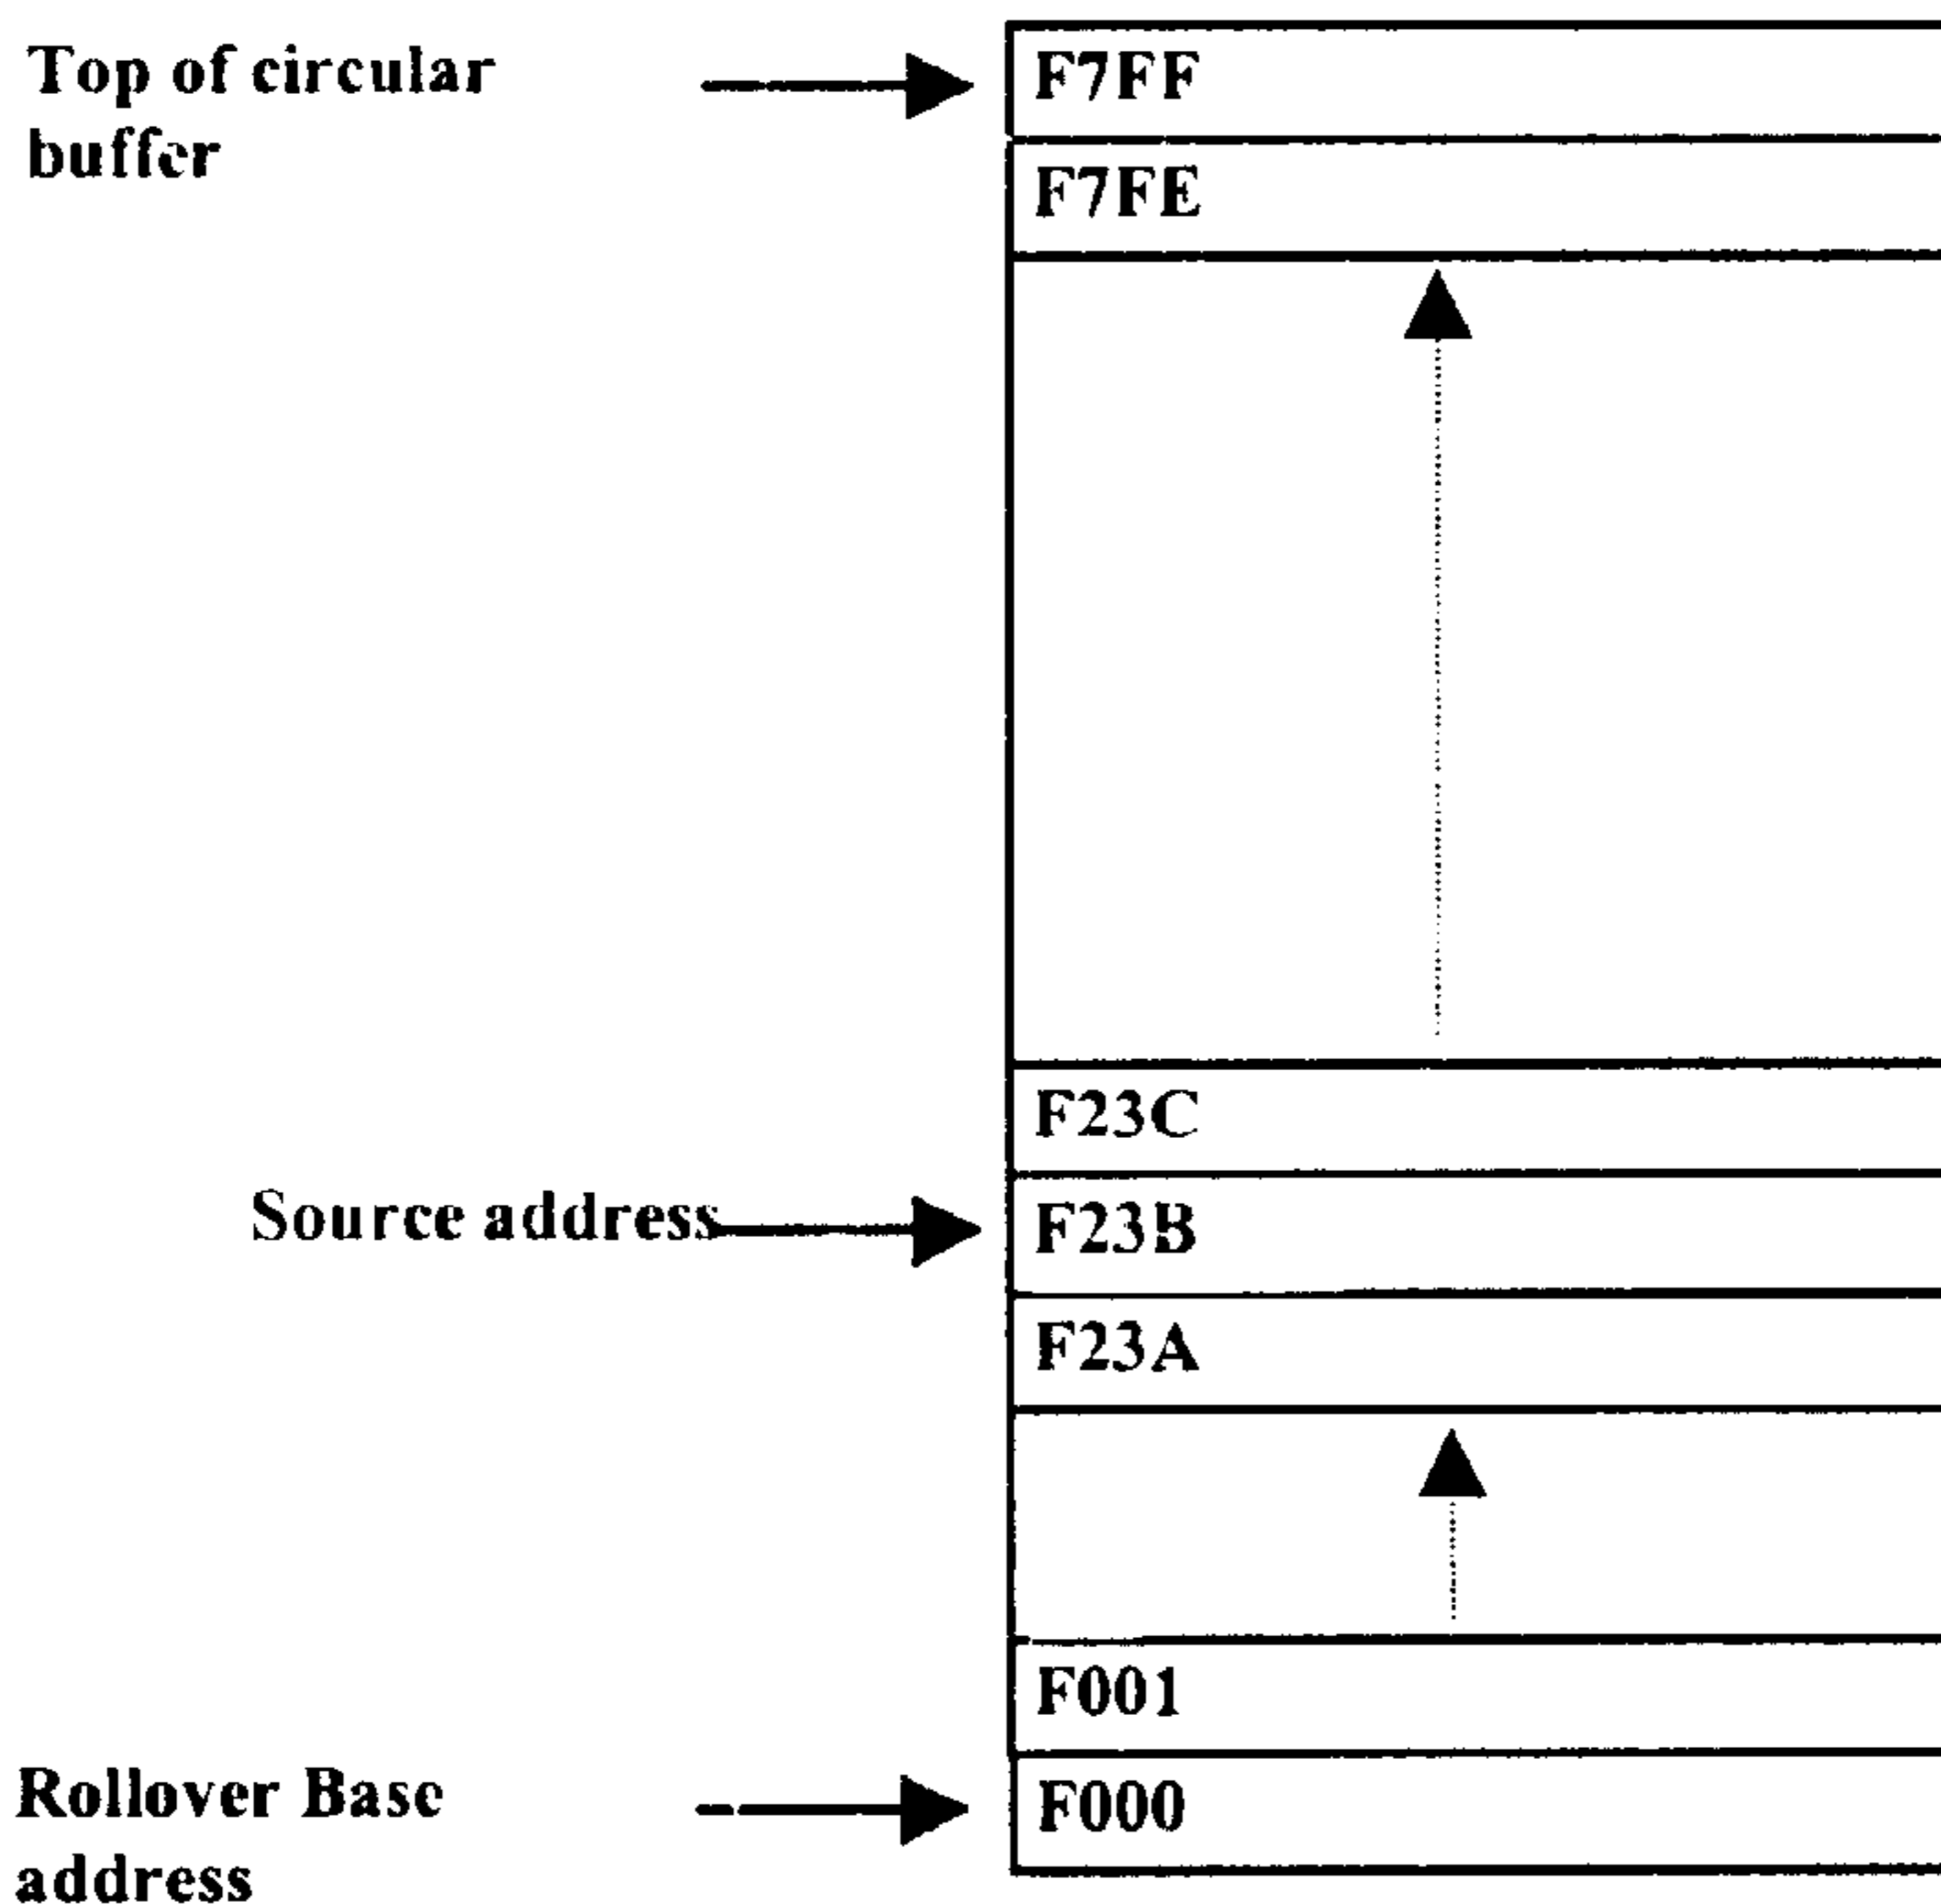 Top of circular
buffer
F7FF
F7FE
F23C
Source address
F23B
F23A
F001
Rollover Base
address
F000